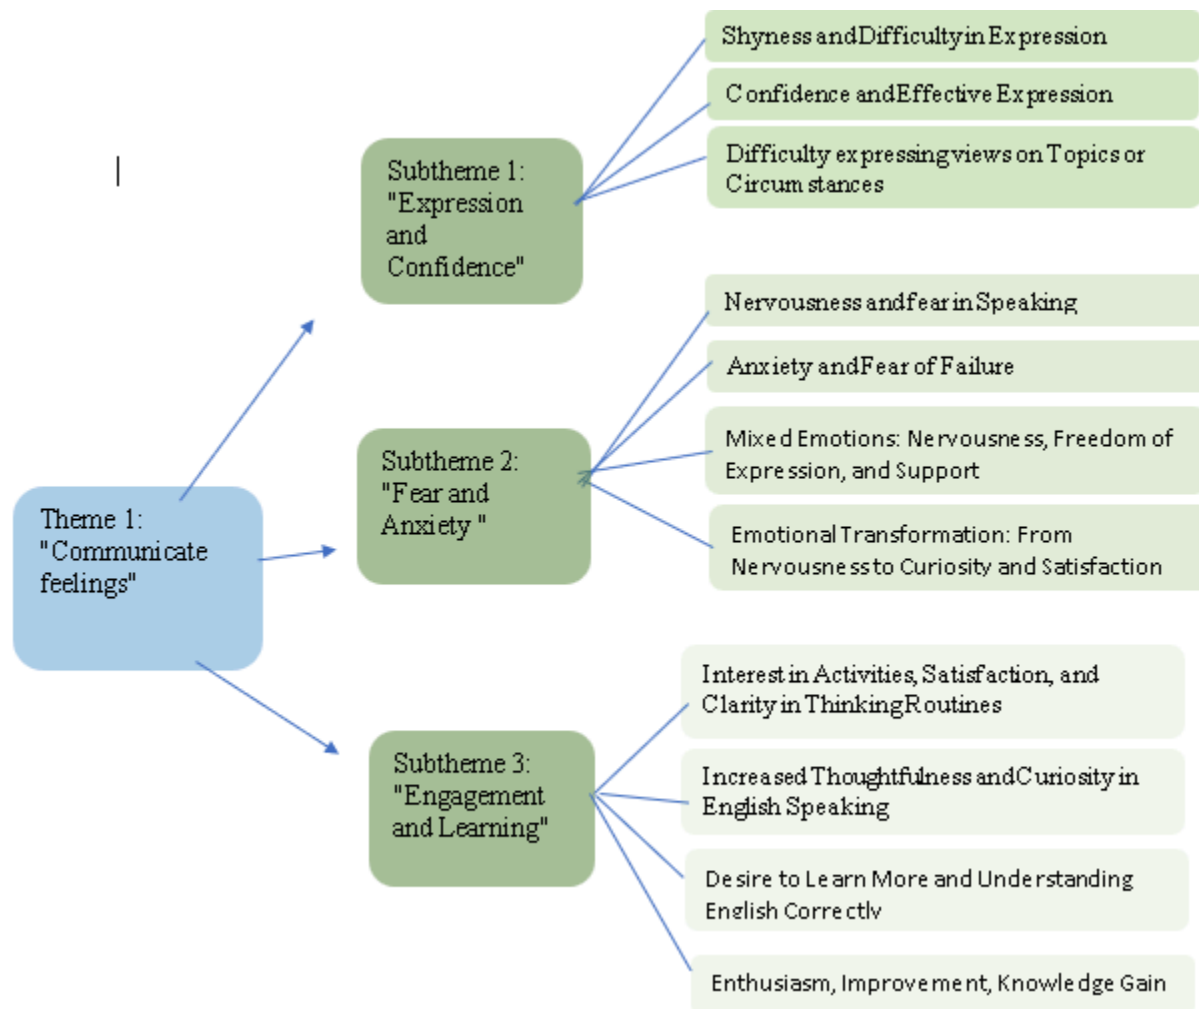 Theme 1:
"Communicate
feelings"
Subtheme 1:
"Expression
and
Confidence"
Shyness and Difficulty in Expression
Confidence and Effective Expression
Difficulty expressing views on Topics or
Circumstances
Subtheme 2:
"Fear and
Anxiety "
Nervousness and fear in Speaking
Anxiety and Fear of Failure
Mixed Emotions: Nervousness, Freedom of
Expression, and Support
Emotional Transformation: From
Nervousness to Curiosity and Satisfaction
Subtheme 3:
"Engagement
and Learning"
Interest in Activities, Satisfaction, and
Clarity in Thinking Routines
Increased Thoughtfulness and Curiosity in
English Speaking
Desire to Learn More and Understanding
English Correctly
Enthusiasm, Improvement, Knowledge Gain